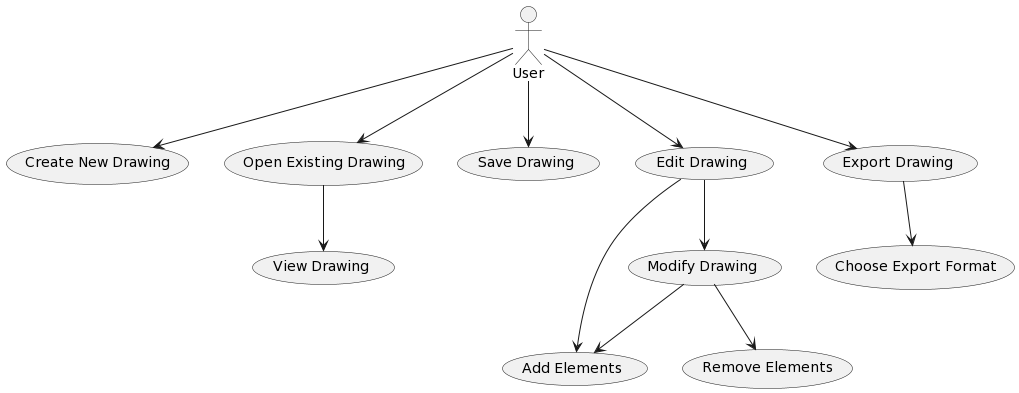 User
Create New Drawing
Open Existing Drawing
Save Drawing
Edit Drawing
Export Drawing
View Drawing
Modify Drawing
Choose Export Format
Add Elements
Remove Elements